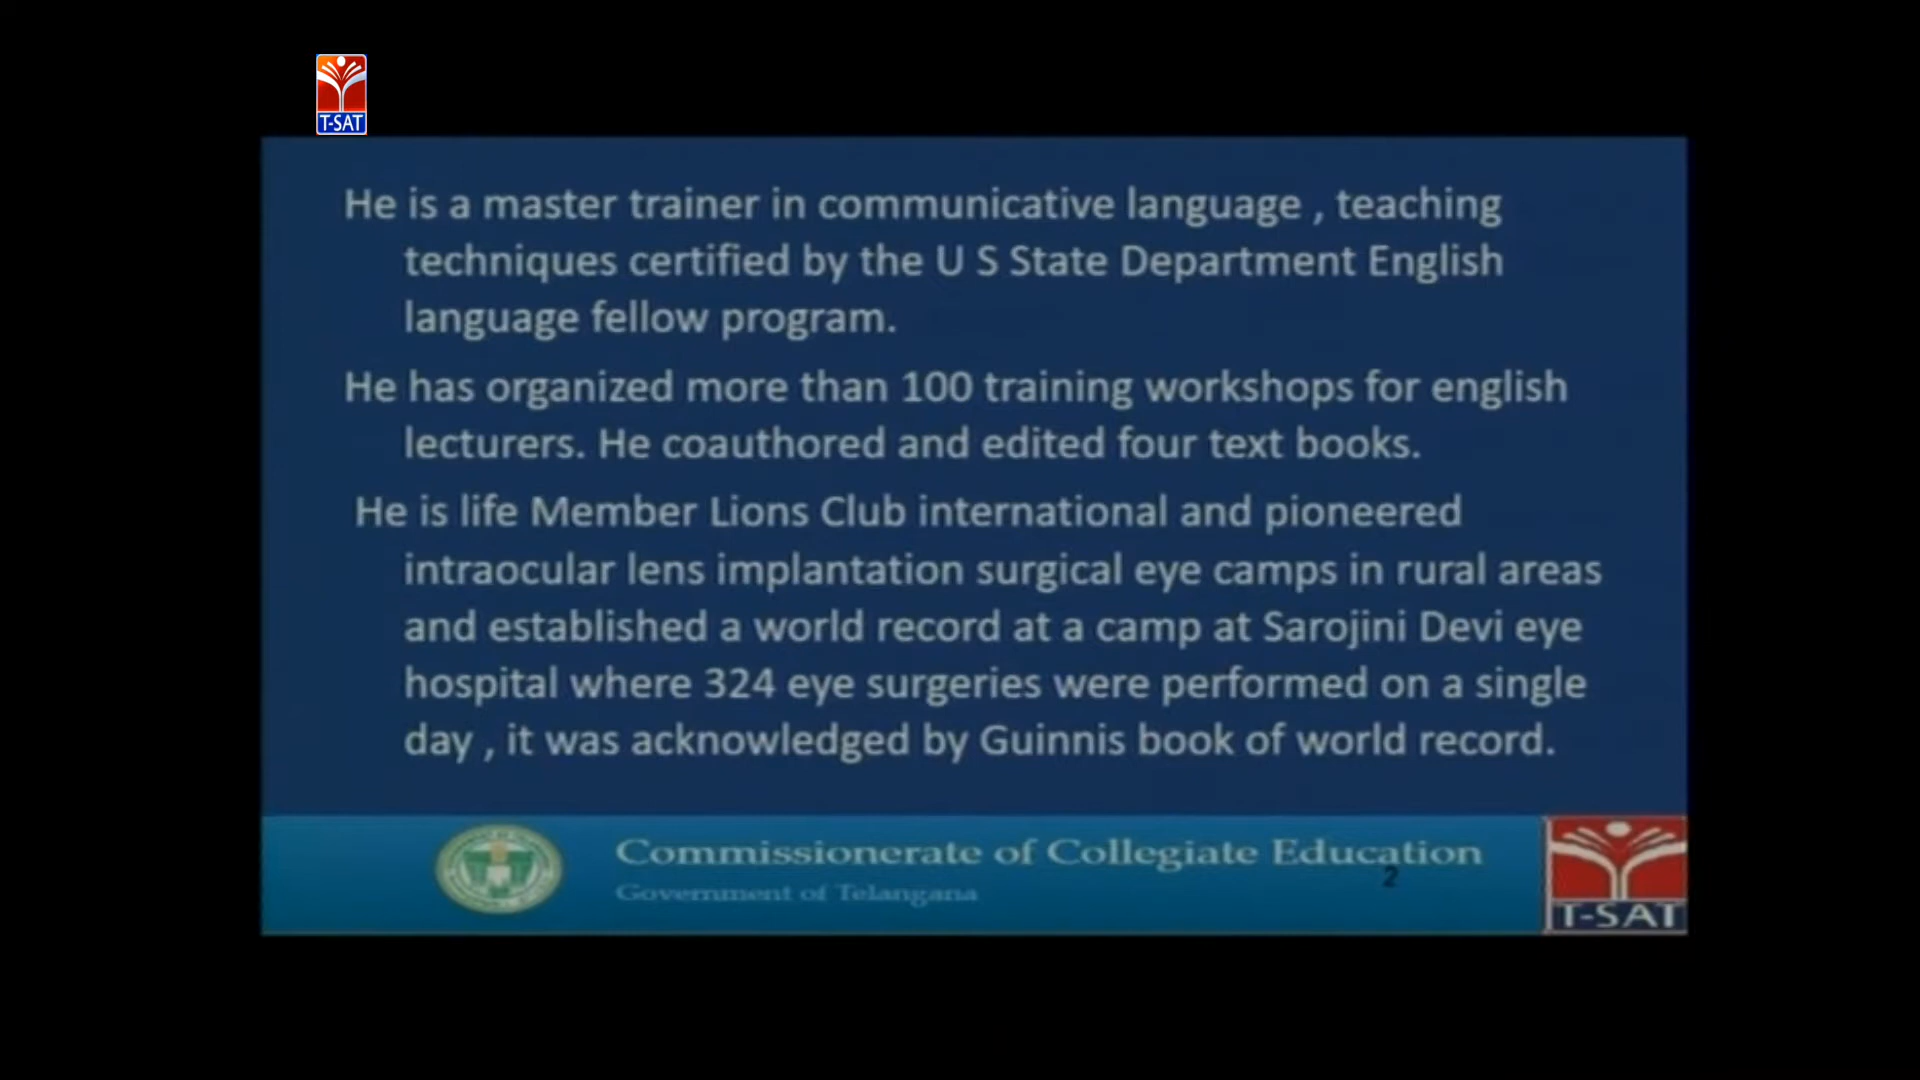 T-SAT
He is a master trainer in communicative language , teaching
techniques certified by the U S State Department English
language fellow program.
He has organized more than 100 training workshops for english
lecturers. He coauthored and edited four text books.
He is life Member Lions Club international and pioneered
intraocular lens implantation surgical eye camps in rural areas
and established a world record at a camp at Sarojini Devi eye
hospital where 324 eye surgeries were performed on a single
day , it was acknowledged by Guinnis book of world record.
Commissionerate of Collegiate Education
2
Government of Telangana
T-SAT